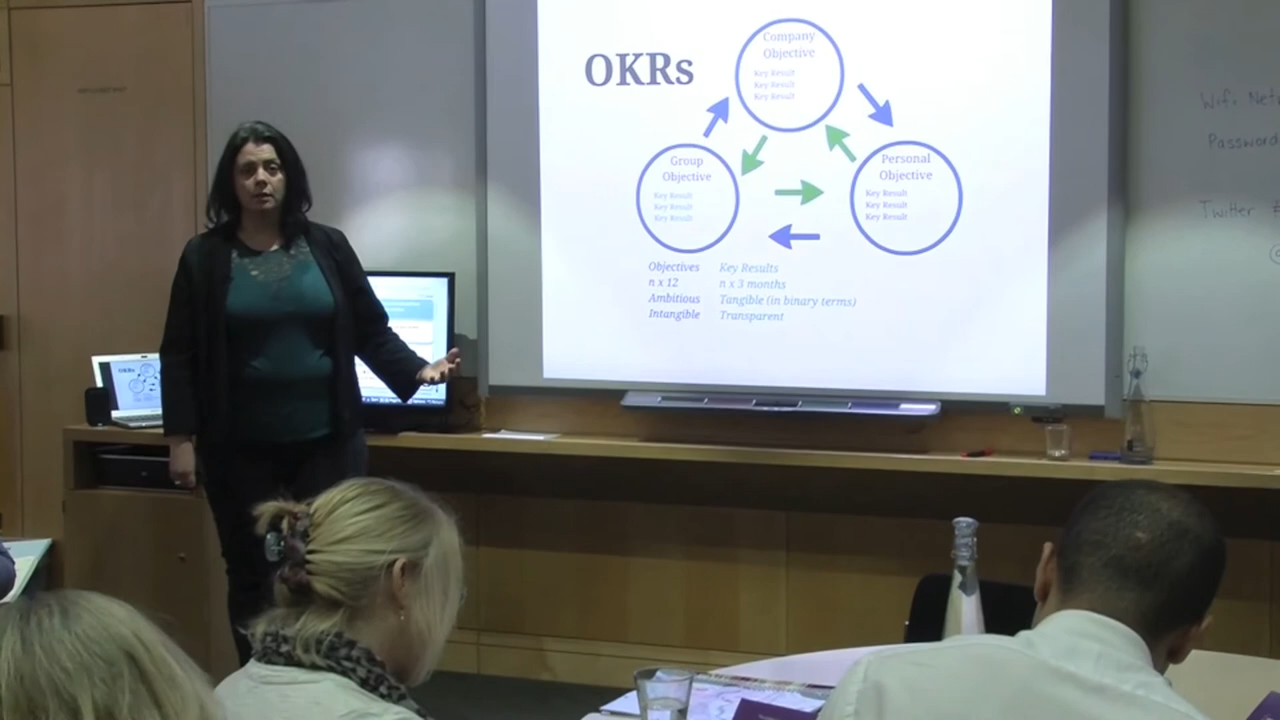 OKRs
Company
Objective
Key Result
Key Result
Key Result
Group
Objective
Key Result
Key Result
Key Result
Personal
Objective
Key Result
Key Result
Key Result
Objectives
n x 12
Ambitious
Intangible
Key Results
n x 3 months
Tangible (in binary terms)
Transparent
Wifi
Password
Twitter
OKRs